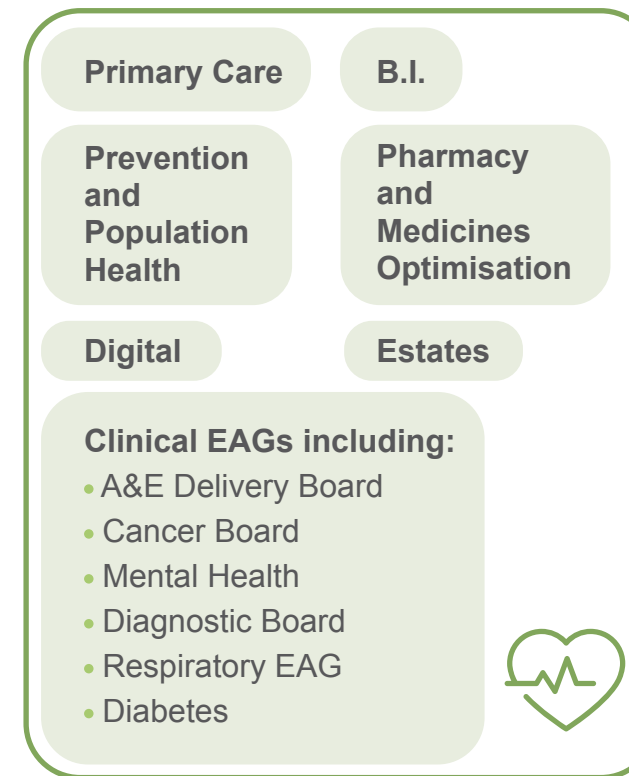 Primary Care
B.I.
Prevention
and
Population
Health
Pharmacy
and
Medicines
Optimisation
Digital
Estates
Clinical EAGs including:
• A&E Delivery Board
• Cancer Board
• Mental Health
• Diagnostic Board
• Respiratory EAG
• Diabetes